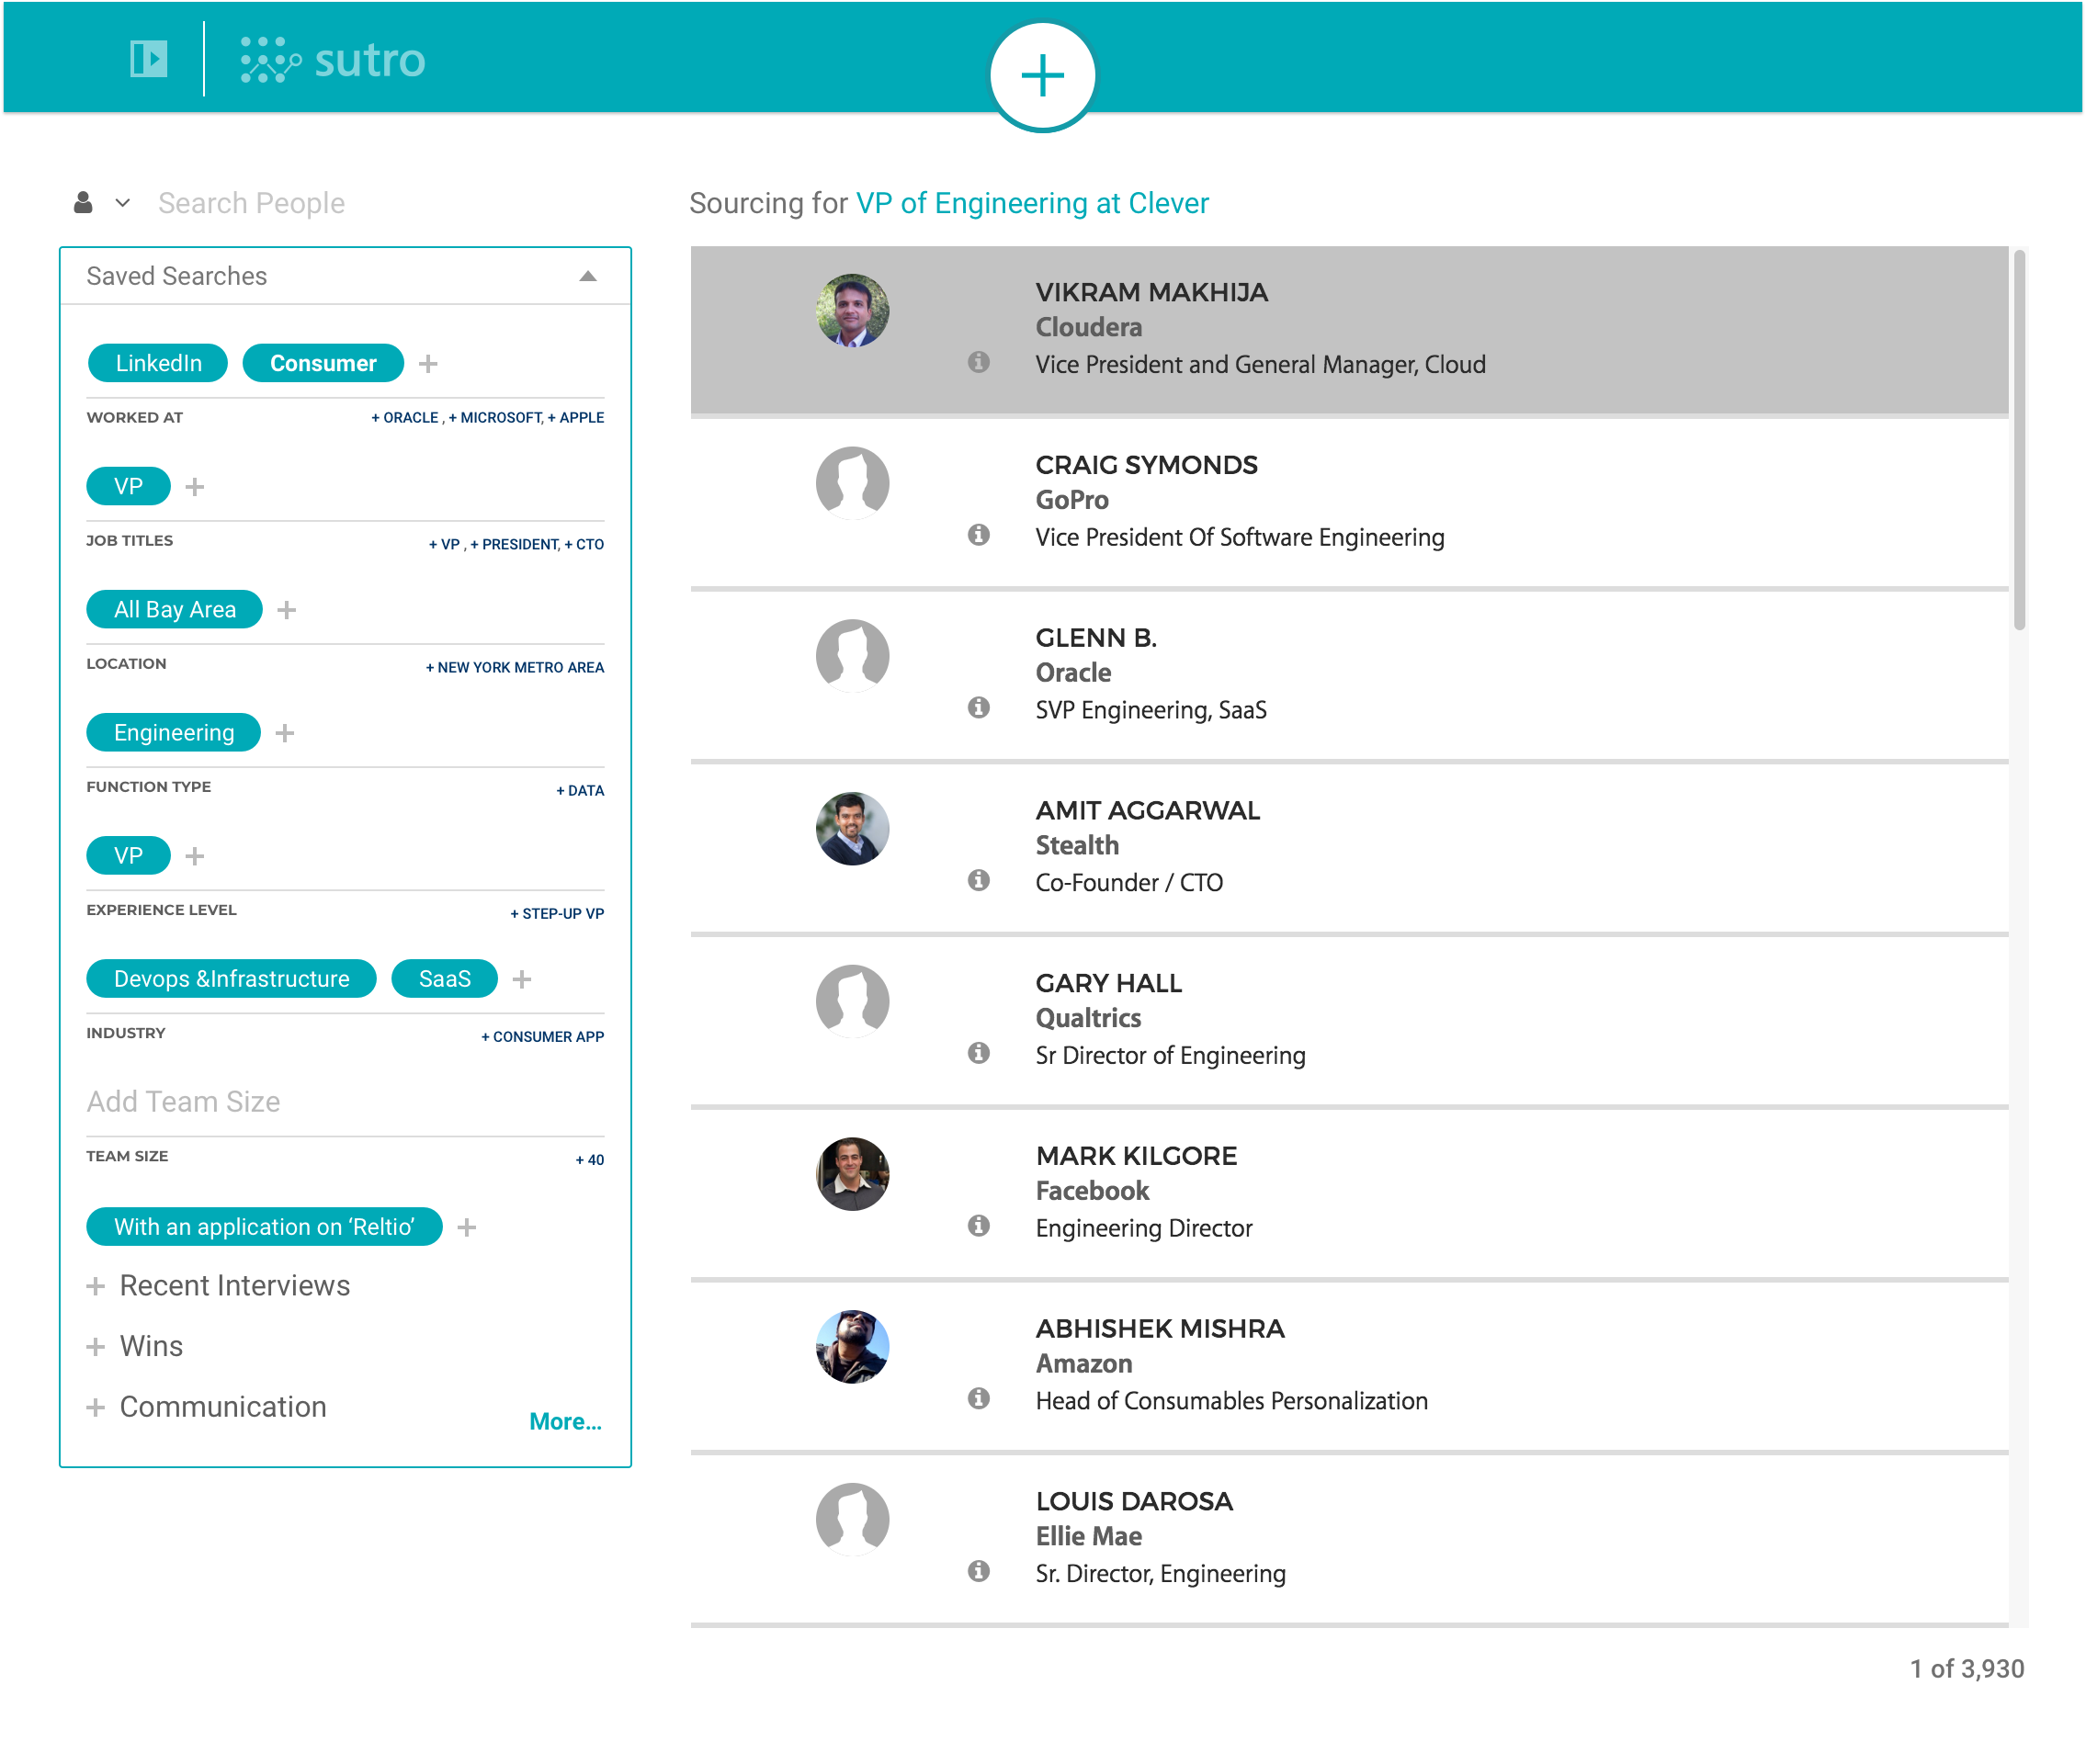 sutro
Search People
Saved Searches
LinkedIn Consumer
WORKED AT + ORACLE , + MICROSOFT, + APPLE
VP
JOB TITLES + VP , + PRESIDENT, + CTO
All Bay Area
LOCATION + NEW YORK METRO AREA
Engineering
FUNCTION TYPE + DATA
VP
EXPERIENCE LEVEL + STEP-UP VP
Devops &Infrastructure SaaS
INDUSTRY + CONSUMER APP
Add Team Size
TEAM SIZE + 40
With an application on ‘Reltio’
Recent Interviews
Wins
Communication
More...
Sourcing for VP of Engineering at Clever
VIKRAM MAKHIJA
Cloudera
Vice President and General Manager, Cloud
CRAIG SYMONDS
GoPro
Vice President Of Software Engineering
GLENN B.
Oracle
SVP Engineering, SaaS
AMIT AGGARWAL
Stealth
Co-Founder / CTO
GARY HALL
Qualtrics
Sr Director of Engineering
MARK KILGORE
Facebook
Engineering Director
ABHISHEK MISHRA
Amazon
Head of Consumables Personalization
LOUIS DAROSA
Ellie Mae
Sr. Director, Engineering
1 of 3,930